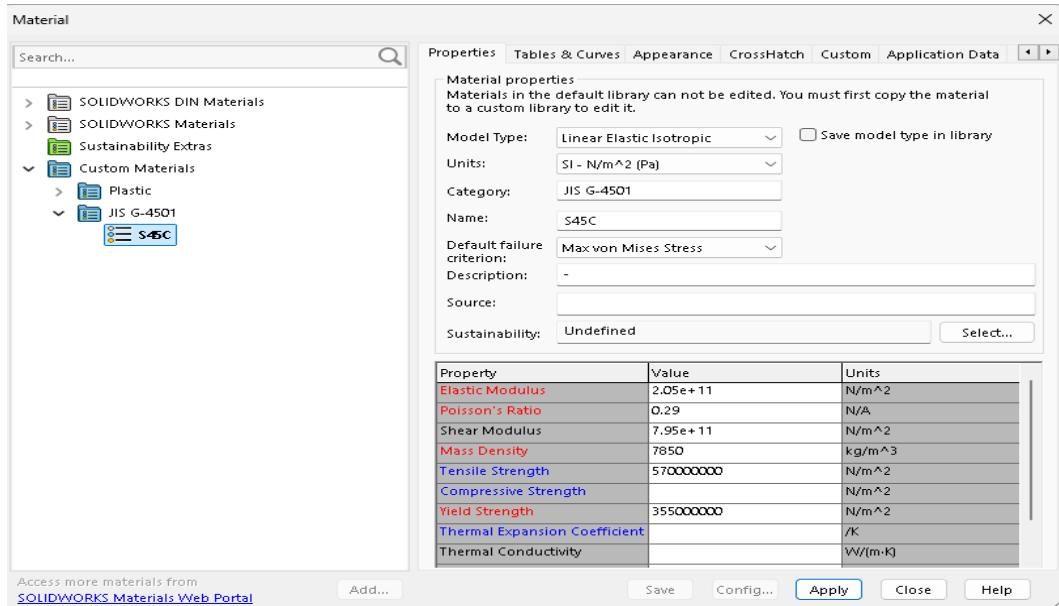 Material
Search...
SOLIDWORKS DIN Materials
SOLIDWORKS Materials
Sustainability Extras
Custom Materials
Plastic
JIS G-4501
S45C
Properties Tables & Curves Appearance CrossHatch Custom Application Data
Material properties
Materials in the default library can not be edited. You must first copy the material
to a custom library to edit it.
Model Type: Linear Elastic Isotropic Save model type in library
Units: SI - N/m^2 (Pa)
Category: JIS G-4501
Name: S45C
Default failure
criterion: Max von Mises Stress
Description: -
Source:
Sustainability: Undefined Select...
Property Value Units
Elastic Modulus 2.05e+11 N/m^2
Poisson's Ratio 0.29 N/A
Shear Modulus 7.95e+11 N/m^2
Mass Density 7850 kg/m^3
Tensile Strength 570000000 N/m^2
Compressive Strength N/m^2
Yield Strength 355000000 N/m^2
Thermal Expansion Coefficient /K
Thermal Conductivity W/(m·K)
Access more materials from
SOLIDWORKS Materials Web Portal
Add... Save Config... Apply Close Help